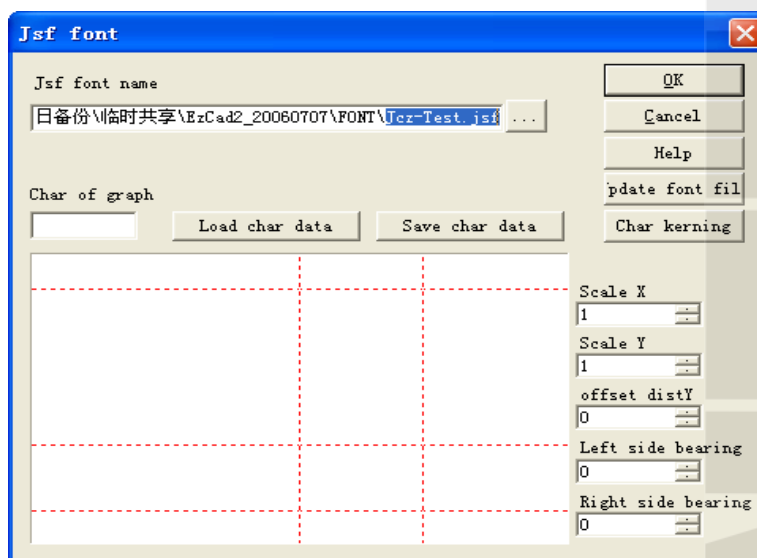 Jsf font
Jsf font name
OK
日备份\临时共享\EzCad2_20060707\FONT\Jcz-Test.jsf
...
Cancel
Help
Char of graph
pdate font fil
Load char data
Save char data
Char kerning
Scale X
1
Scale Y
1
offset distY
0
Left side bearing
0
Right side bearing
0